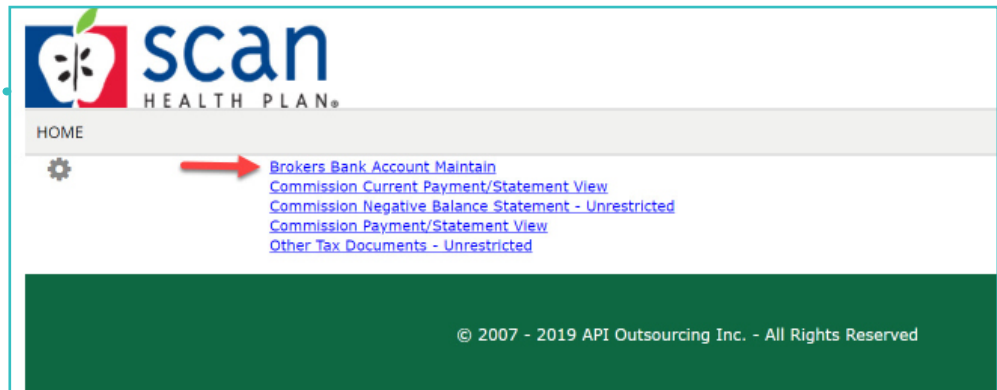 scan
HEALTH PLAN®
HOME
Brokers Bank Account Maintain
Commission Current Payment/Statement View
Commission Negative Balance Statement - Unrestricted
Commission Payment/Statement View
Other Tax Documents - Unrestricted
© 2007 - 2019 API Outsourcing Inc. - All Rights Reserved